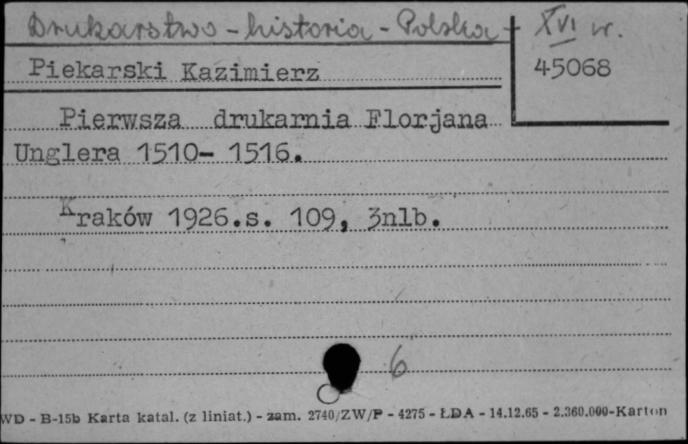 Drukarstwo - historia - Polska - XVI w.
Piekarski Kazimierz
45068
Pierwsza drukarnia Florjana
Unglera 1510- 1516.
Kraków 1926.s. 109, 3nlb.
6
WD - B-15b Karta katal. (z liniat.) - zam. 2740/ZW/P - 4275 - ŁDA - 14.12.65 - 2.360.000-Karton